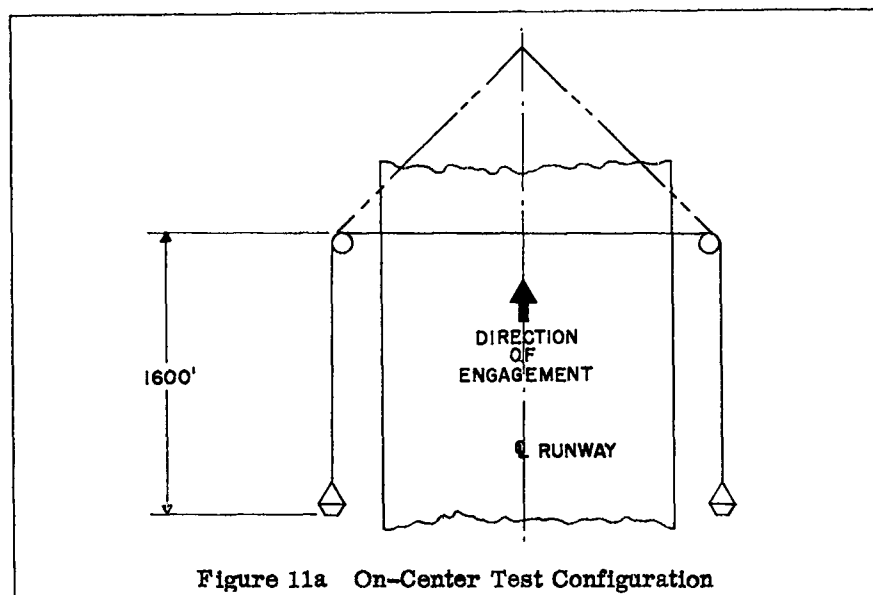 1600'
DIRECTION
OF
ENGAGEMENT
℄ RUNWAY
Figure 11a On-Center Test Configuration